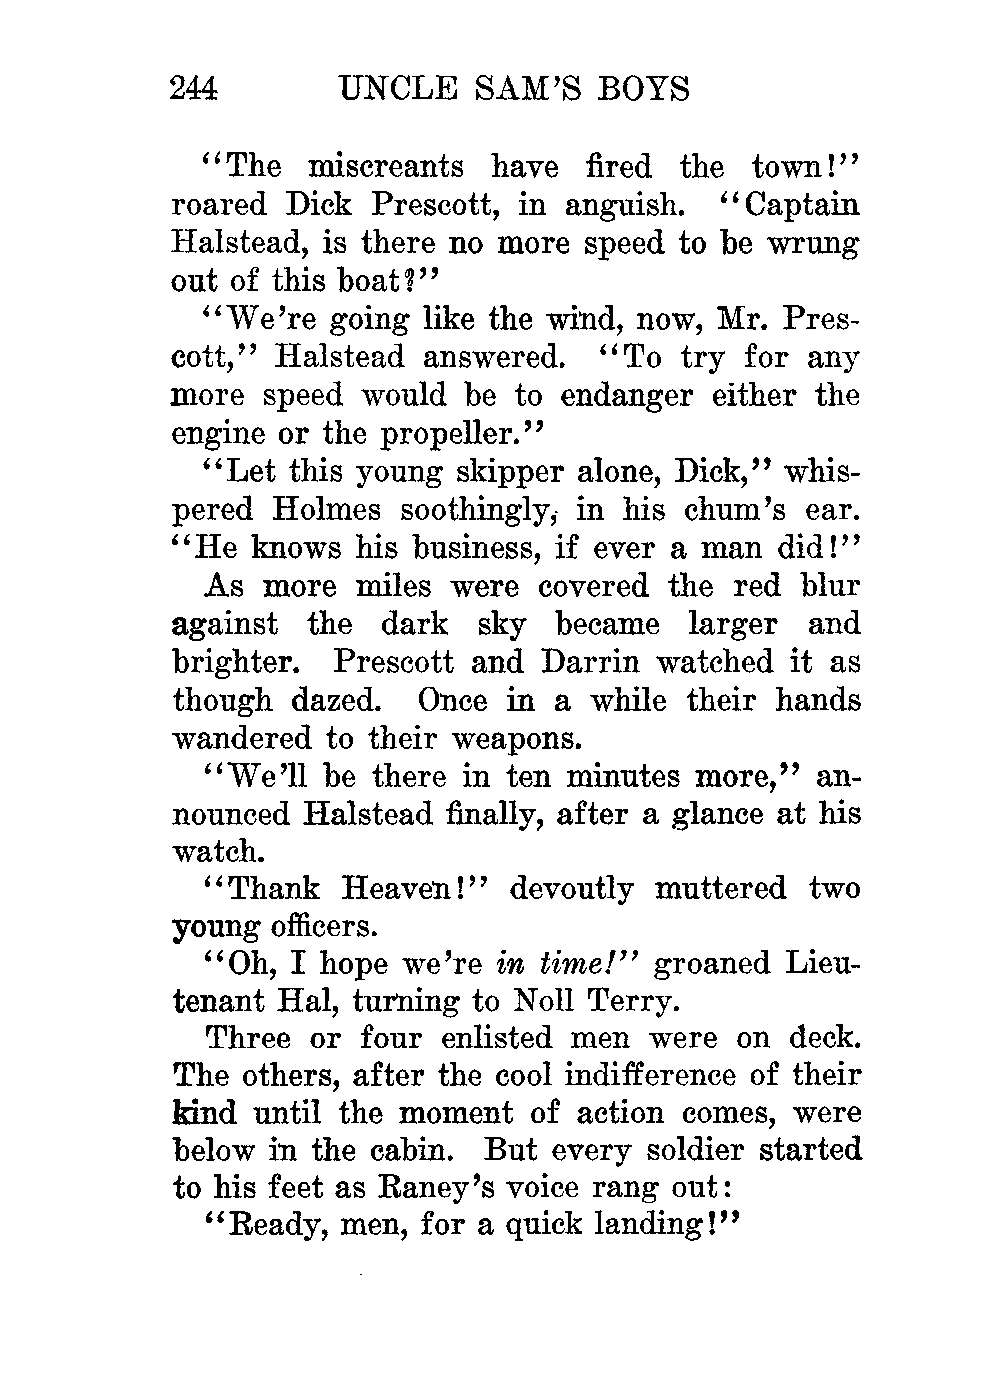 244 UNCLE SAM'S BOYS
"The miscreants have fired the town!"
roared Dick Prescott, in anguish. "Captain
Halstead, is there no more speed to be wrung
out of this boat?"
"We're going like the wind, now, Mr. Pres-
cott," Halstead answered. "To try for any
more speed would be to endanger either the
engine or the propeller."
"Let this young skipper alone, Dick," whis-
pered Holmes soothingly, in his chum's ear.
"He knows his business, if ever a man did!"
As more miles were covered the red blur
against the dark sky became larger and
brighter. Prescott and Darrin watched it as
though dazed. Once in a while their hands
wandered to their weapons.
"We'll be there in ten minutes more," an-
nounced Halstead finally, after a glance at his
watch.
"Thank Heaven!" devoutly muttered two
young officers.
"Oh, I hope we're in time!" groaned Lieu-
tenant Hal, turning to Noll Terry.
Three or four enlisted men were on deck.
The others, after the cool indifference of their
kind until the moment of action comes, were
below in the cabin. But every soldier started
to his feet as Raney's voice rang out:
"Ready, men, for a quick landing!"